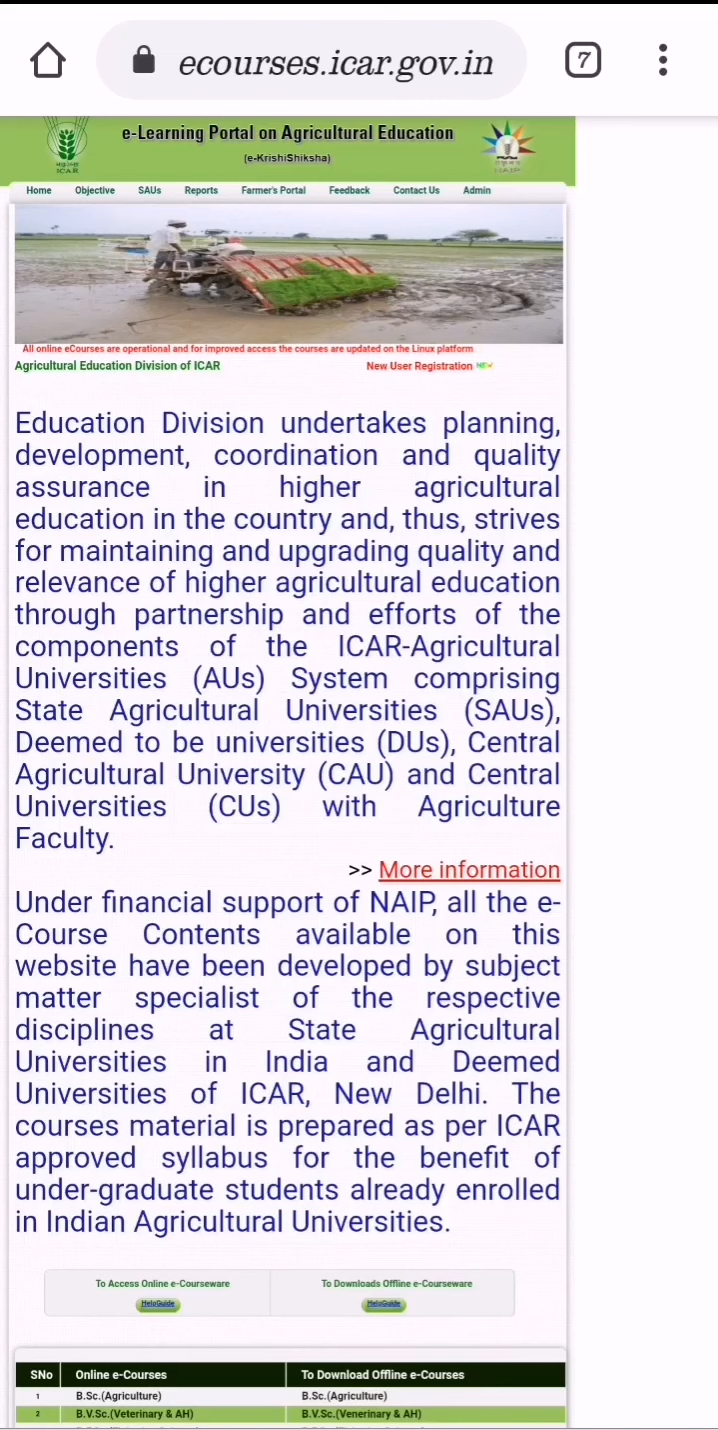 ecourses.icar.gov.in
7
e-Learning Portal on Agricultural Education
(e-KrishiShiksha)
ICAR
Home Objective SAUs Reports Farmer's Portal Feedback Contact Us Admin
All online eCourses are operational and for improved access the courses are updated on the Linux platform
Agricultural Education Division of ICAR
New User Registration
Education Division undertakes planning,
development, coordination and quality
assurance in higher agricultural
education in the country and, thus, strives
for maintaining and upgrading quality and
relevance of higher agricultural education
through partnership and efforts of the
components of the ICAR-Agricultural
Universities (AUs) System comprising
State Agricultural Universities (SAUs),
Deemed to be universities (DUs), Central
Agricultural University (CAU) and Central
Universities (CUs) with Agriculture
Faculty.
>> More information
Under financial support of NAIP, all the e-
Course Contents available on this
website have been developed by subject
matter specialist of the respective
disciplines at State Agricultural
Universities in India and Deemed
Universities of ICAR, New Delhi. The
courses material is prepared as per ICAR
approved syllabus for the benefit of
under-graduate students already enrolled
in Indian Agricultural Universities.
To Access Online e-Courseware To Downloads Offline e-Courseware
HelpGuide HelpGuide
SNo Online e-Courses To Download Offline e-Courses
1 B.Sc.(Agriculture) B.Sc.(Agriculture)
2 B.V.Sc.(Veterinary & AH) B.V.Sc.(Venerinary & AH)